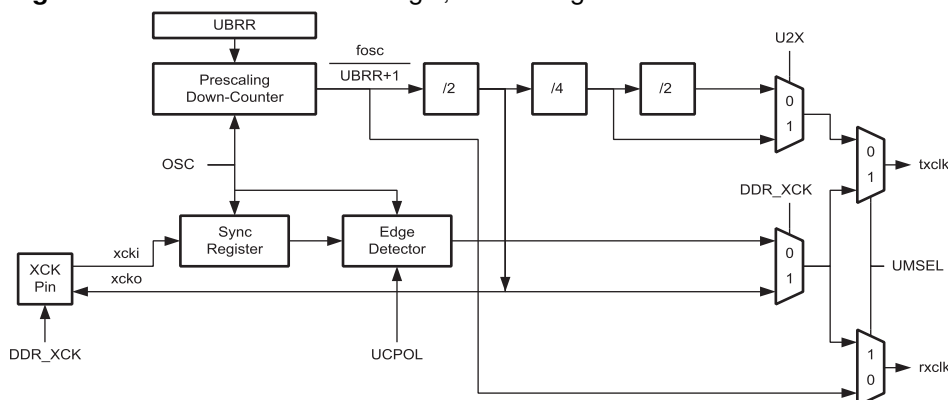 UBRR
U2X
fosc
UBRR+1
Prescaling
Down-Counter
/2
/4
/2
0
1
OSC
0
1
txclk
DDR_XCK
Sync
Register
Edge
Detector
xcki
0
1
XCK
Pin
xcko
UMSEL
DDR_XCK
UCPOL
1
0
rxclk